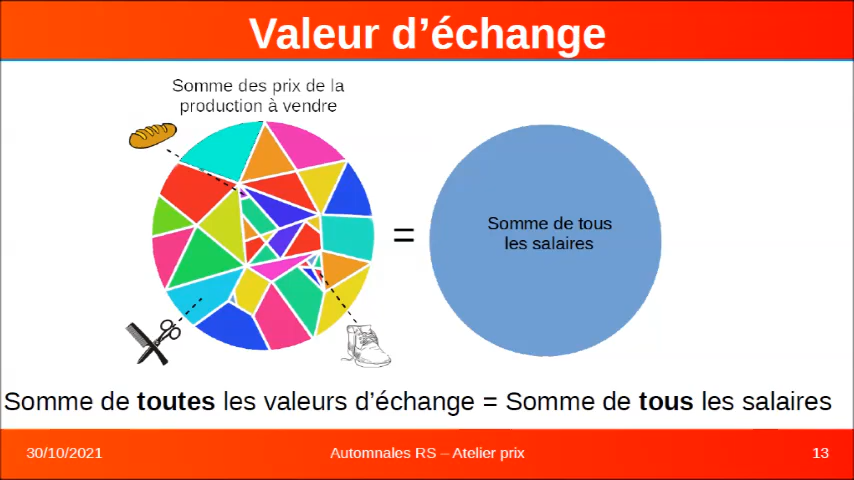 Valeur d’échange
Somme des prix de la
production à vendre
=
Somme de tous
les salaires
Somme de toutes les valeurs d’échange = Somme de tous les salaires
30/10/2021
Automnales RS – Atelier prix
13